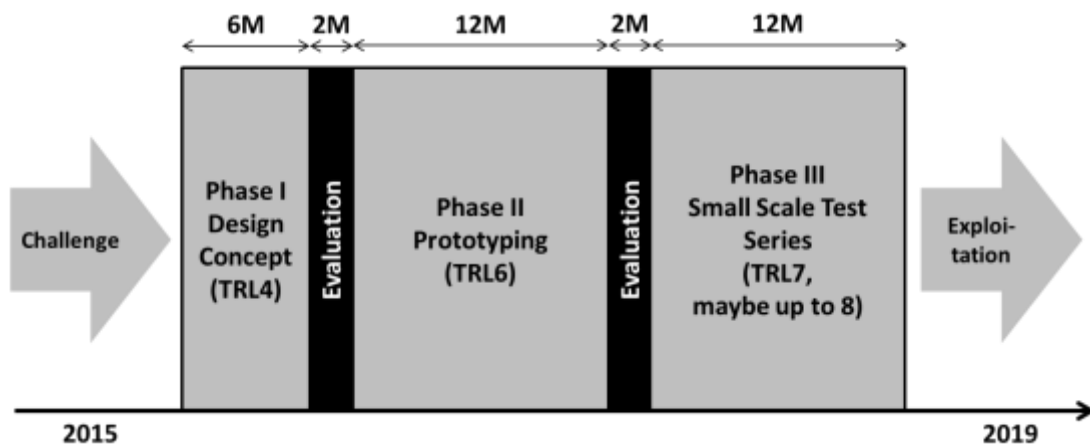 6M 2M 12M 2M 12M
Challenge
Phase I
Design
Concept
(TRL4)
Evaluation
Phase II
Prototyping
(TRL6)
Evaluation
Phase III
Small Scale Test
Series
(TRL7,
maybe up to 8)
Exploi-
tation
2015 2019